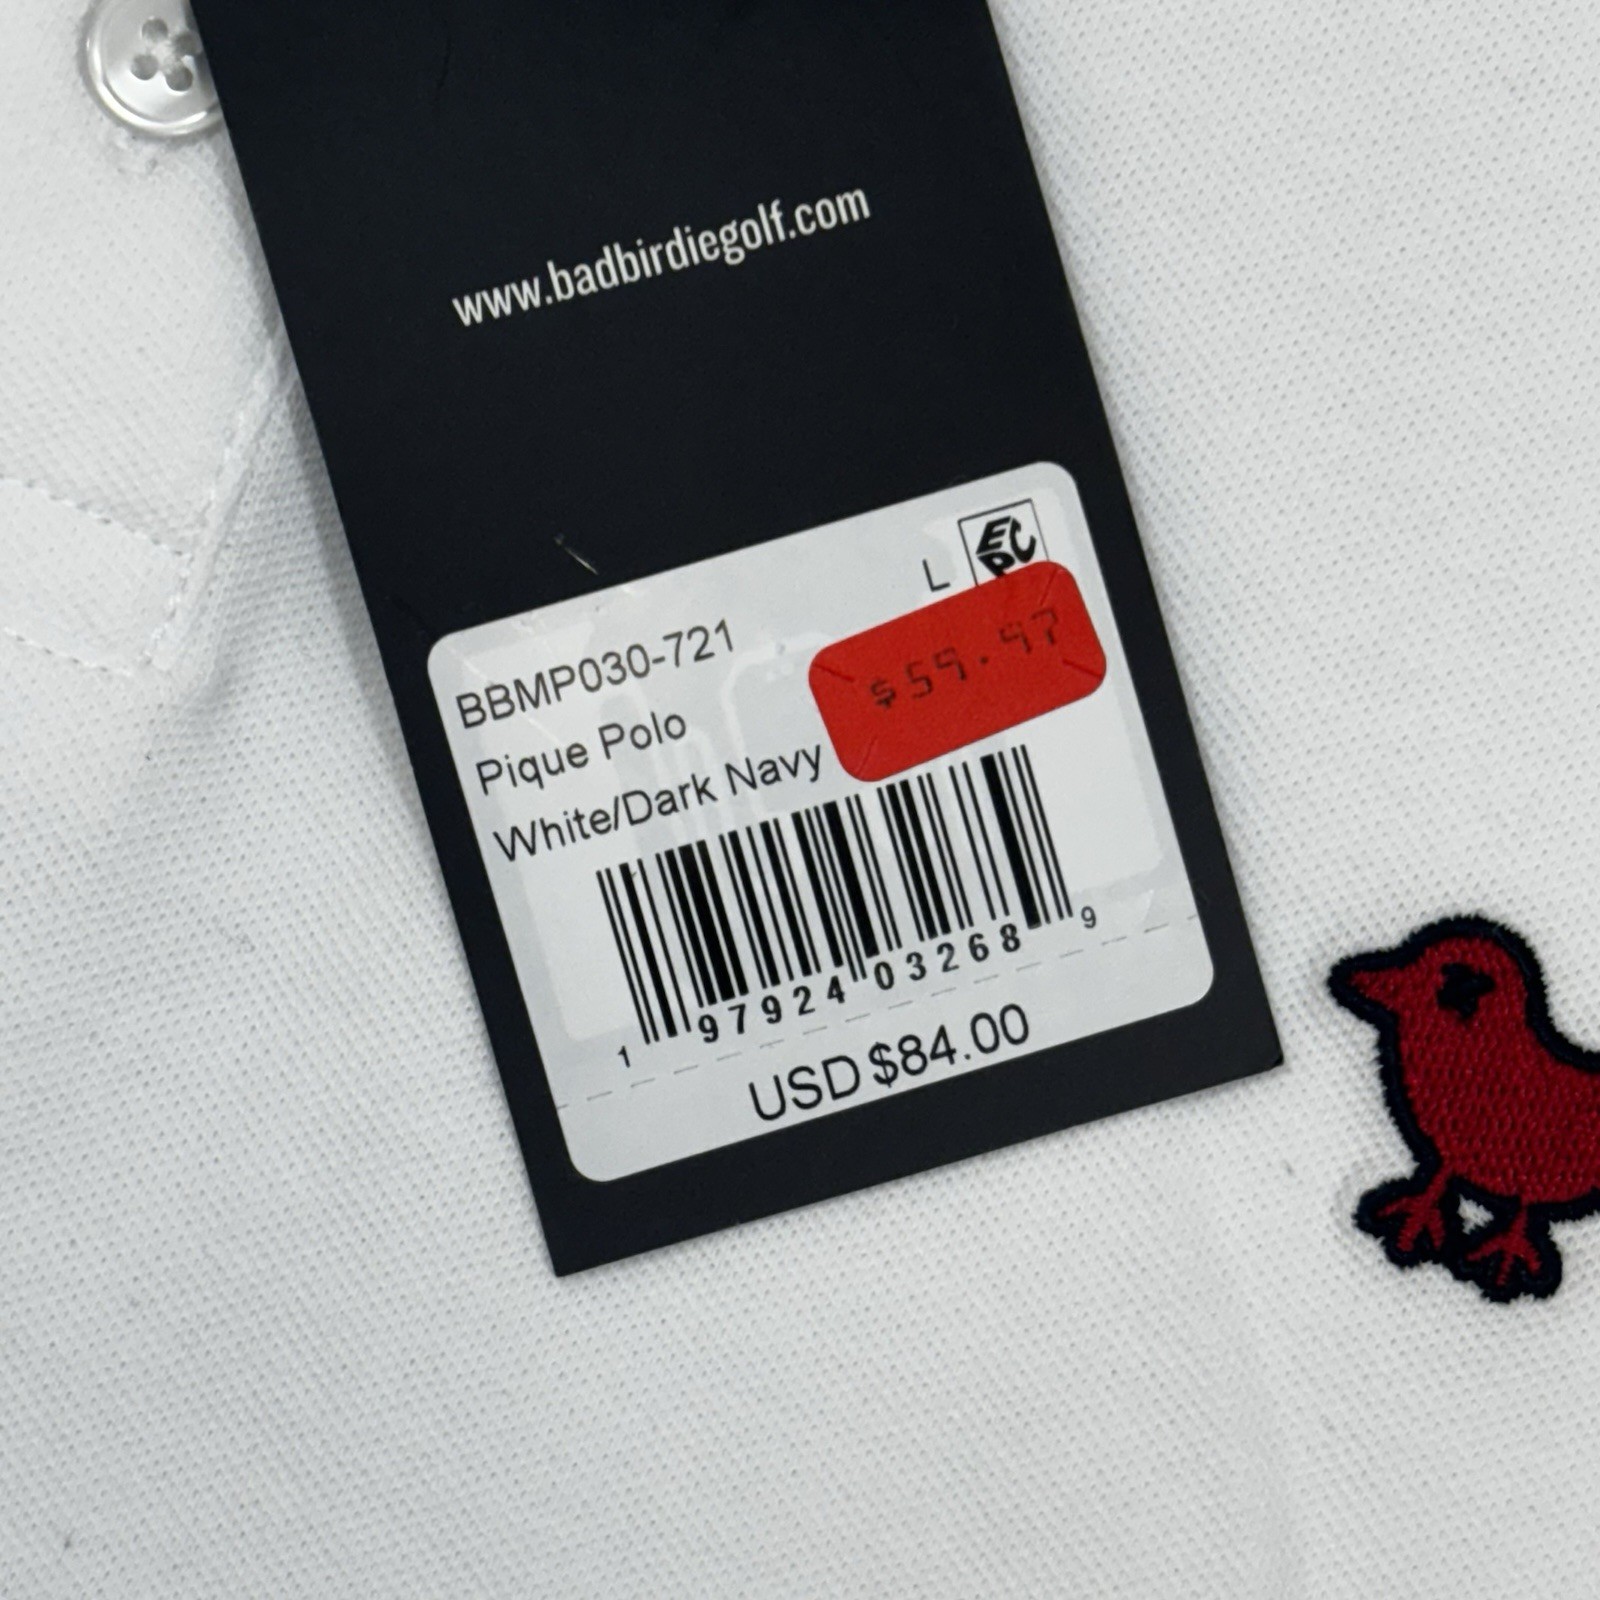 www.badbirdiegolf.com
L
EPC
BBMP030-721
$59.97
Pique Polo
White/Dark Navy
1 97924 03268 9
USD $84.00